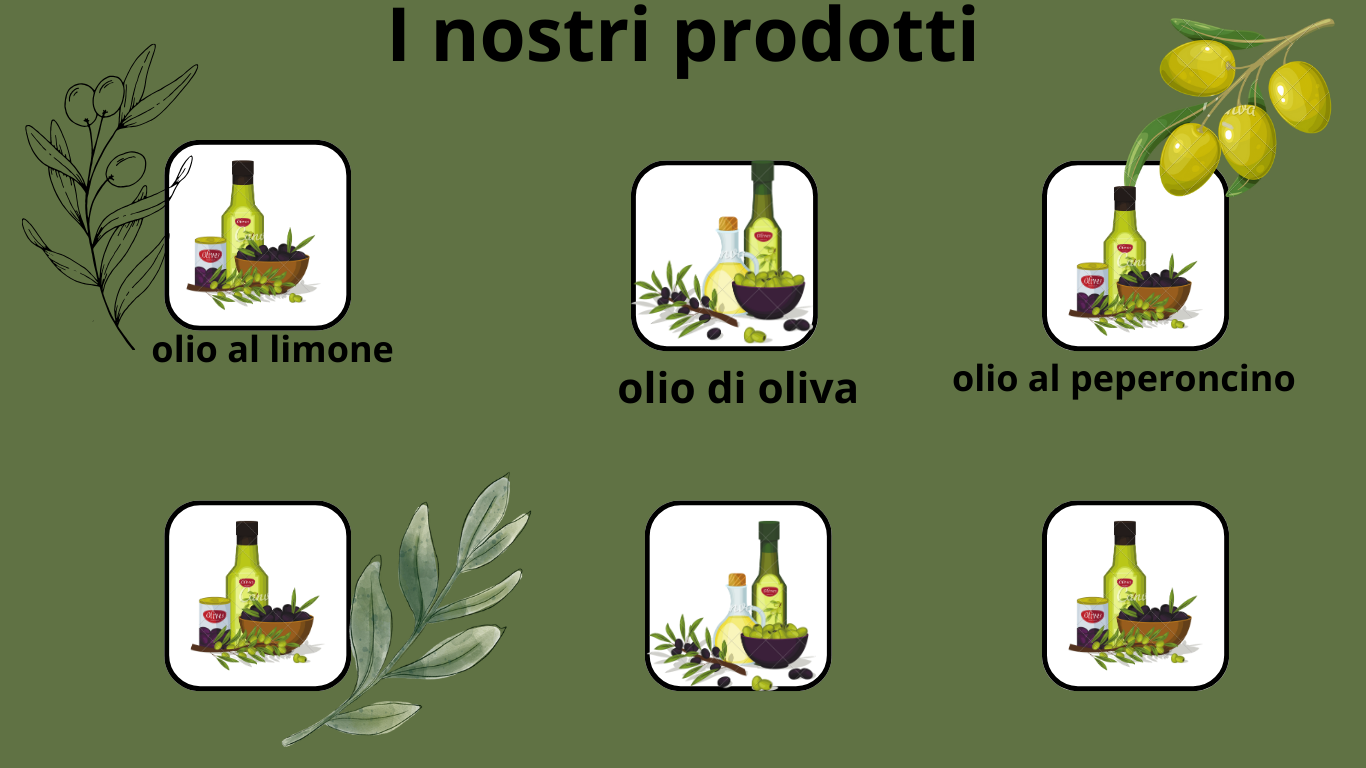 I nostri prodotti
olio al limone
olio di oliva
olio al peperoncino